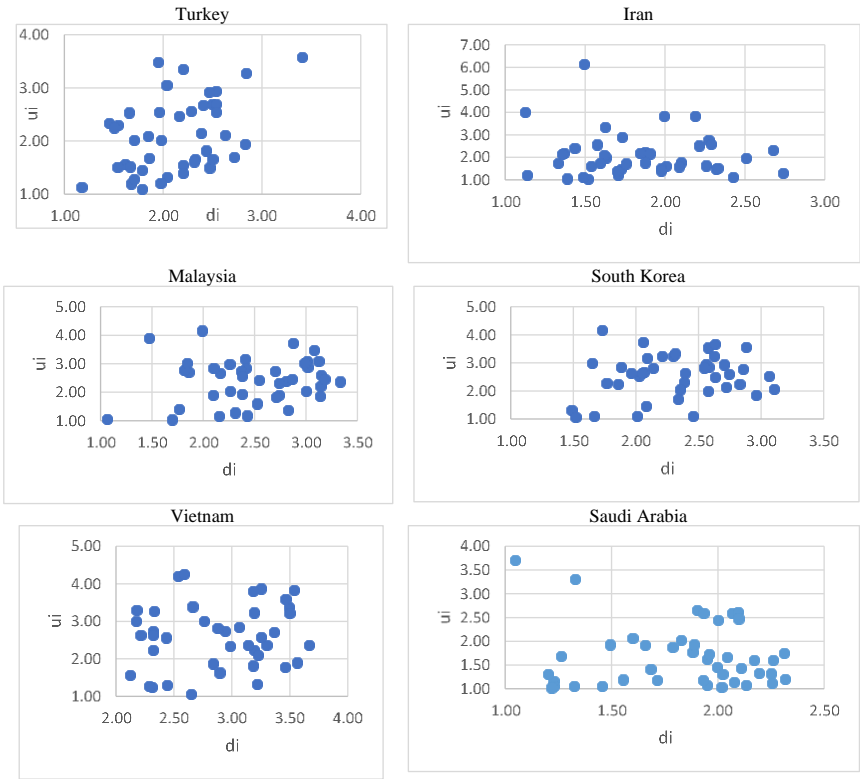 Turkey
4.00
3.00
2.00
1.00
ui
1.00 2.00 3.00 4.00
di
Iran
7.00
6.00
5.00
4.00
3.00
2.00
1.00
ui
1.00 1.50 2.00 2.50 3.00
di
Malaysia
5.00
4.00
3.00
2.00
1.00
ui
1.00 1.50 2.00 2.50 3.00 3.50
di
South Korea
5.00
4.00
3.00
2.00
1.00
ui
1.00 1.50 2.00 2.50 3.00 3.50
di
Vietnam
5.00
4.00
3.00
2.00
1.00
ui
2.00 2.50 3.00 3.50 4.00
di
Saudi Arabia
4.00
3.50
3.00
2.50
2.00
1.50
1.00
ui
1.00 1.50 2.00 2.50
di